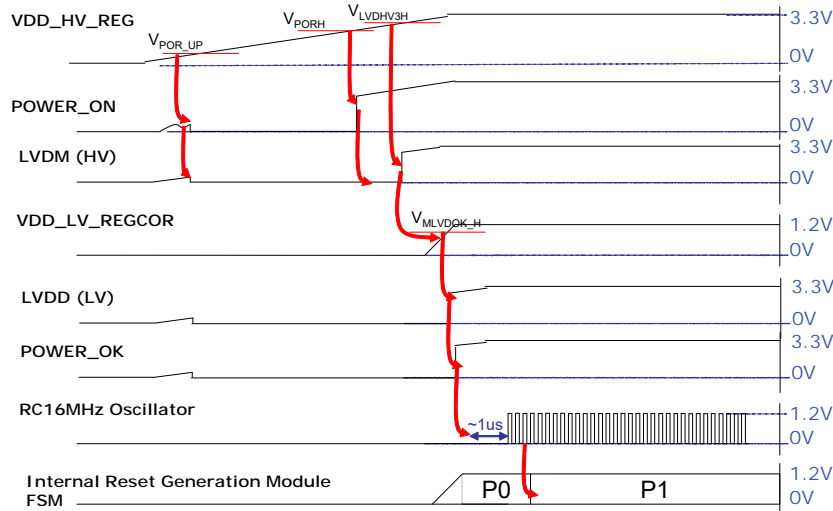 VDD_HV_REG
V_POR_UP
V_PORH
V_LVDHV3H
3.3V
0V
POWER_ON
3.3V
0V
LVDM (HV)
3.3V
0V
VDD_LV_REGCOR
V_MLVDOK_H
1.2V
0V
LVDD (LV)
3.3V
0V
POWER_OK
3.3V
0V
RC16MHz Oscillator
~1us
1.2V
0V
Internal Reset Generation Module
FSM
P0
P1
1.2V
0V